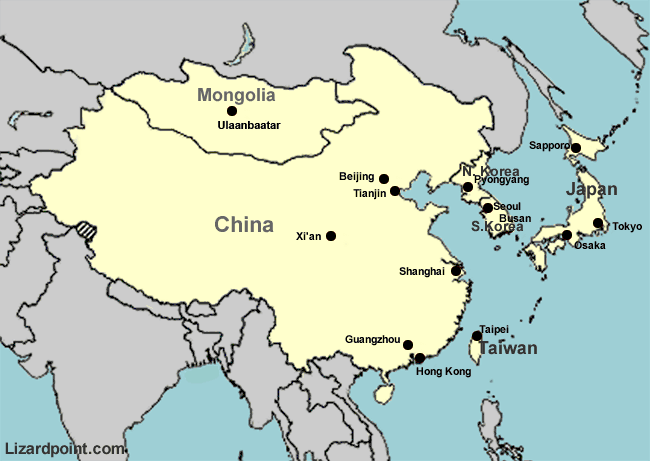 Mongolia
Ulaanbaatar
Sapporo
N. Korea
Beijing
Pyongyang
Tianjin
Japan
Seoul
Busan
China
S.Korea
Tokyo
Xi'an
Osaka
Shanghai
Taipei
Guangzhou
Taiwan
Hong Kong
Lizardpoint.com